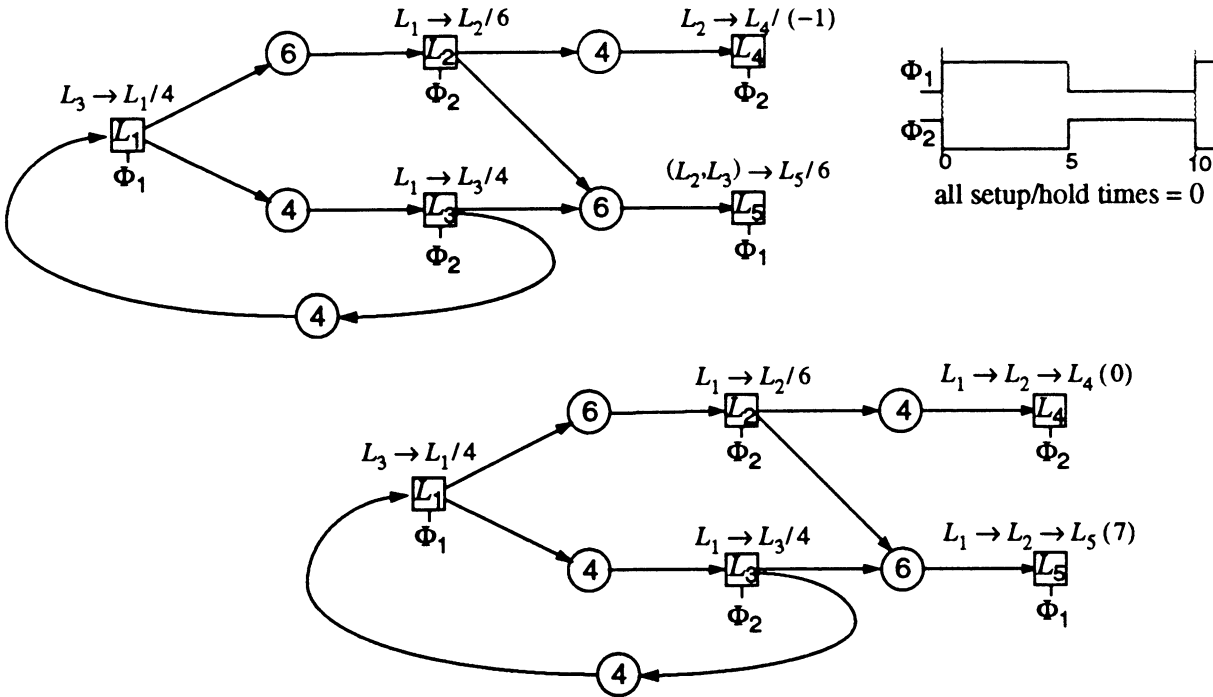 L₁ → L₂/6
L₂ → L₄/(-1)
6
L₂
4
L₄
Φ₂
Φ₂
L₃ → L₁/4
L₁
Φ₁
L₁ → L₃/4
(L₂,L₃) → L₅/6
4
L₃
6
L₅
Φ₂
Φ₁
4
Φ₁
Φ₂
0 5 10
all setup/hold times = 0
L₁ → L₂/6
L₁ → L₂ → L₄(0)
6
L₂
4
L₄
Φ₂
Φ₂
L₃ → L₁/4
L₁
Φ₁
L₁ → L₃/4
L₁ → L₂ → L₅(7)
4
L₃
6
L₅
Φ₂
Φ₁
4